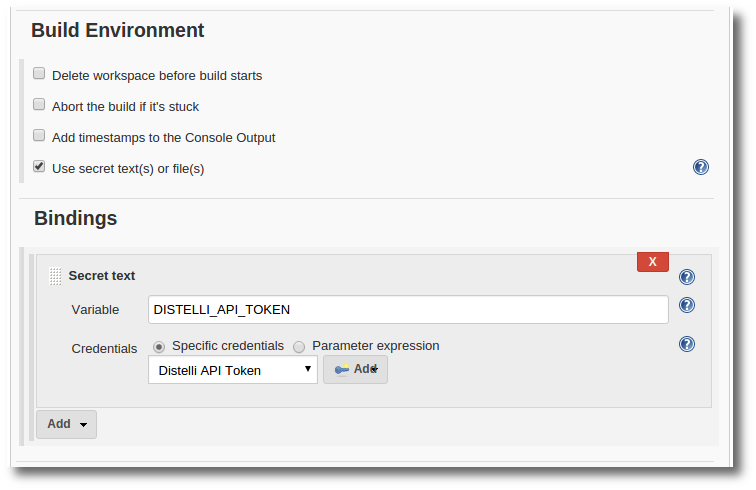 Build Environment
Delete workspace before build starts
Abort the build if it's stuck
Add timestamps to the Console Output
Use secret text(s) or file(s)
?
Bindings
X
Secret text
?
Variable DISTELLI_API_TOKEN ?
Credentials Specific credentials Parameter expression ?
Distelli API Token Add
Add